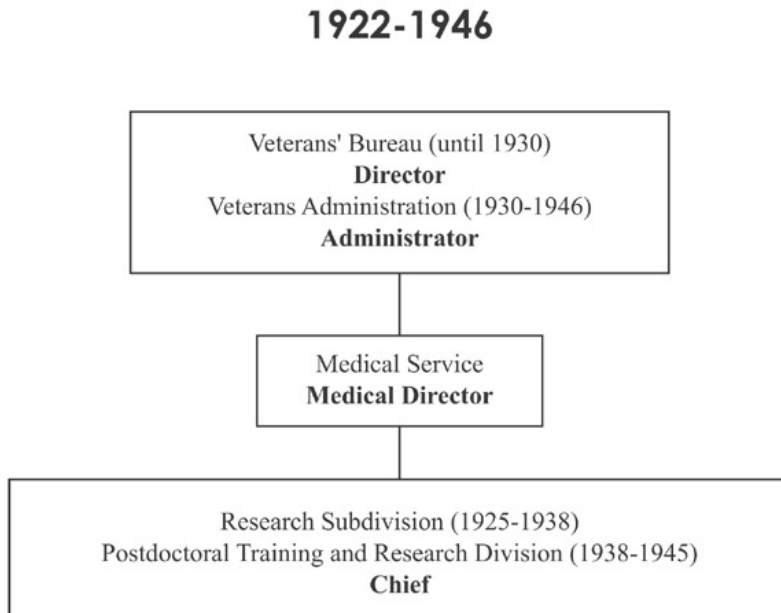 1922-1946
Veterans' Bureau (until 1930)
Director
Veterans Administration (1930-1946)
Administrator
Medical Service
Medical Director
Research Subdivision (1925-1938)
Postdoctoral Training and Research Division (1938-1945)
Chief